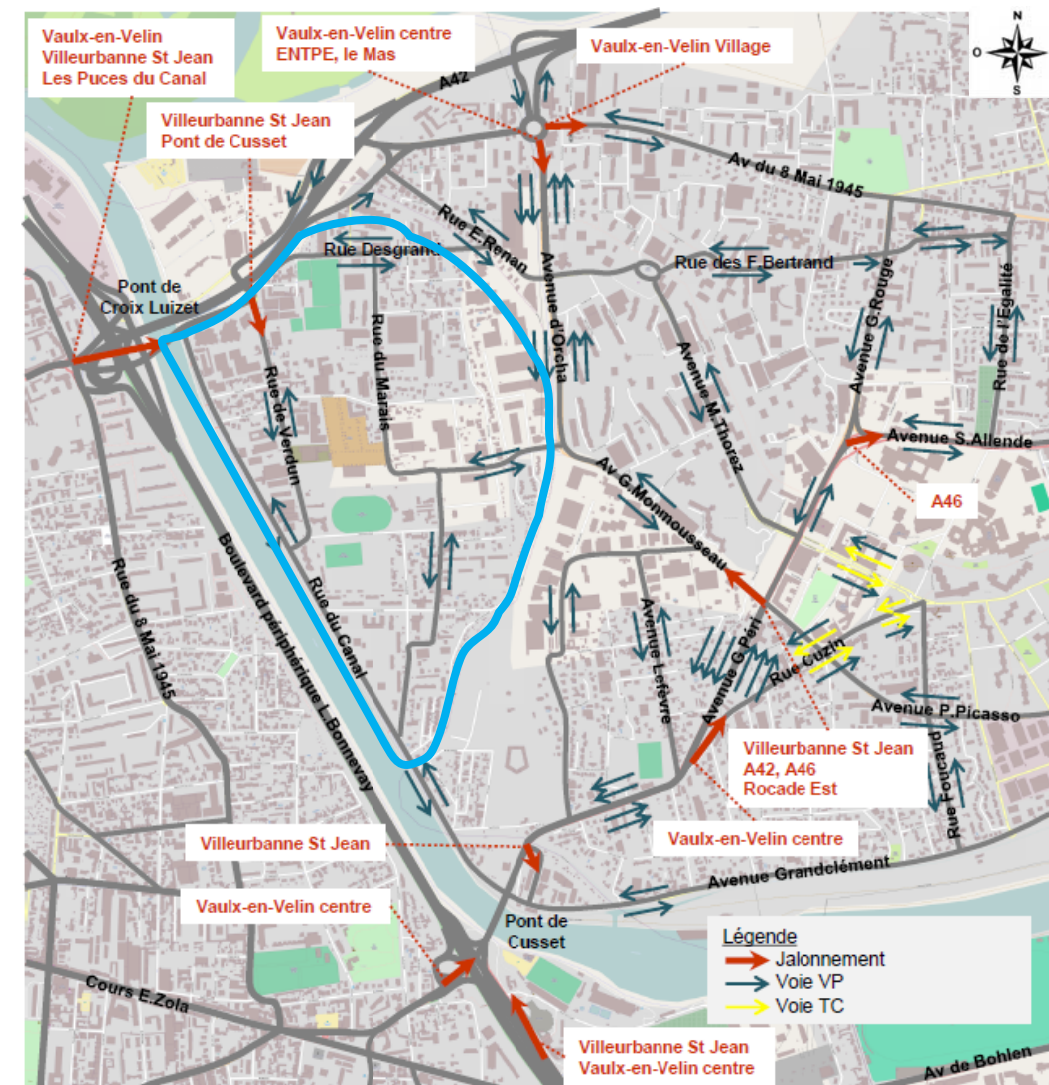 Vaulx-en-Velin
Villeurbanne St Jean
Les Puces du Canal
Vaulx-en-Velin centre
ENTPE, le Mas
Vaulx-en-Velin Village
N
O
S
A42
Villeurbanne St Jean
Pont de Cusset
Av du 8 Mai 1945
Rue E.Renan
Rue Desgrand
Rue des F.Bertrand
Pont de
Croix Luizet
Avenue d'Orcha
Avenue G.Rouge
Rue de l'Egalité
Rue du Marais
Rue de Verdun
Avenue M.Thorez
Avenue S.Allende
Av G.Monmousseau
A46
Boulevard périphérique L.Bonnevay
Rue du Canal
Rue du 8 Mai 1945
Avenue Lefèvre
Avenue G.Péri
Rue Cuzin
Avenue P.Picasso
Rue Foucaud
Villeurbanne St Jean
A42, A46
Rocade Est
Villeurbanne St Jean
Vaulx-en-Velin centre
Avenue Grandclément
Vaulx-en-Velin centre
Pont de
Cusset
Légende
Jalonnement
Voie VP
Voie TC
Cours E.Zola
Villeurbanne St Jean
Vaulx-en-Velin centre
Av de Bohlen